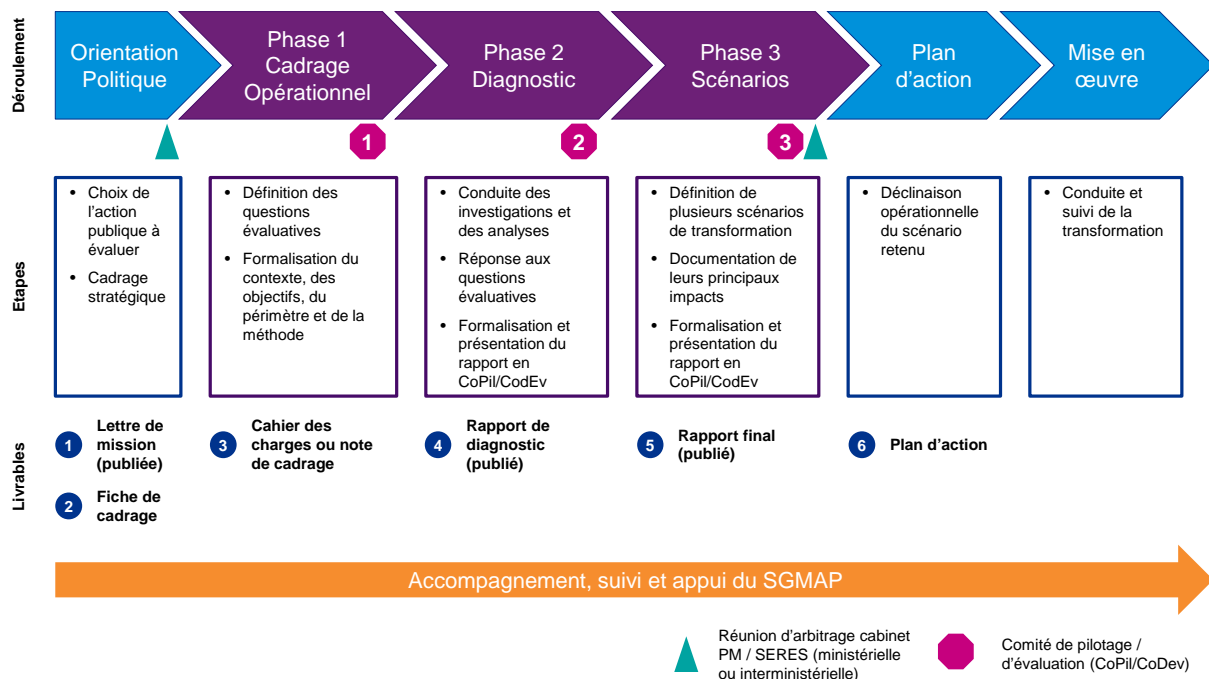 Déroulement
Orientation
Politique
Phase 1
Cadrage
Opérationnel
Phase 2
Diagnostic
Phase 3
Scénarios
Plan
d'action
Mise en
œuvre
1
2
3
Etapes
• Choix de
l'action
publique à
évaluer
• Cadrage
stratégique
• Définition des
questions
évaluatives
• Formalisation du
contexte, des
objectifs, du
périmètre et de la
méthode
• Conduite des
investigations et
des analyses
• Réponse aux
questions
évaluatives
• Formalisation et
présentation du
rapport en
CoPil/CodEv
• Définition de
plusieurs scénarios
de transformation
• Documentation de
leurs principaux
impacts
• Formalisation et
présentation du
rapport en
CoPil/CodEv
• Déclinaison
opérationnelle
du scénario
retenu
• Conduite et
suivi de la
transformation
Livrables
1 Lettre de
mission
(publiée)
2 Fiche de
cadrage
3 Cahier des
charges ou note
de cadrage
4 Rapport de
diagnostic
(publié)
5 Rapport final
(publié)
6 Plan d'action
Accompagnement, suivi et appui du SGMAP
Réunion d'arbitrage cabinet
PM / SERES (ministérielle
ou interministérielle)
Comité de pilotage /
d'évaluation (CoPil/CoDev)